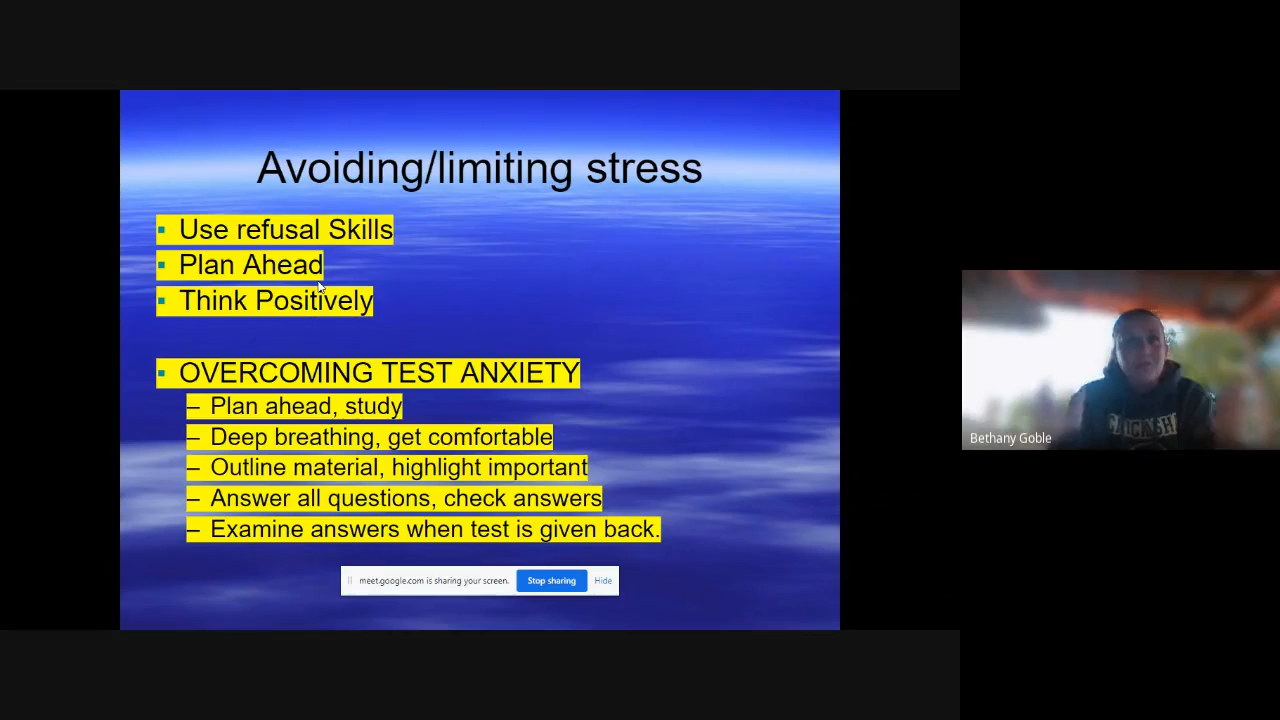 Avoiding/limiting stress
▪ Use refusal Skills
▪ Plan Ahead
▪ Think Positively
▪ OVERCOMING TEST ANXIETY
– Plan ahead, study
– Deep breathing, get comfortable
– Outline material, highlight important
– Answer all questions, check answers
– Examine answers when test is given back.
meet.google.com is sharing your screen. Stop sharing Hide
Bethany Goble